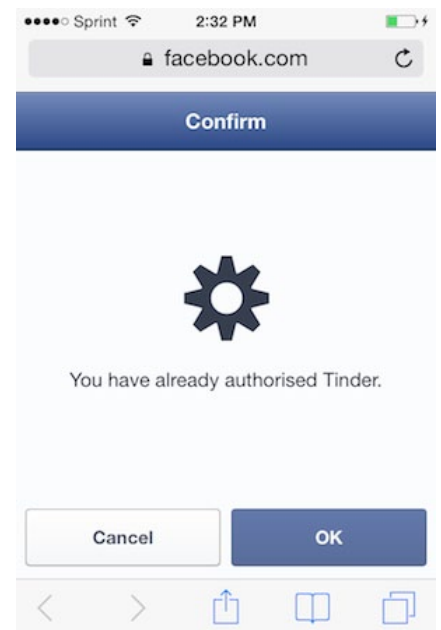 Sprint 2:32 PM
facebook.com
Confirm
You have already authorised Tinder.
Cancel OK